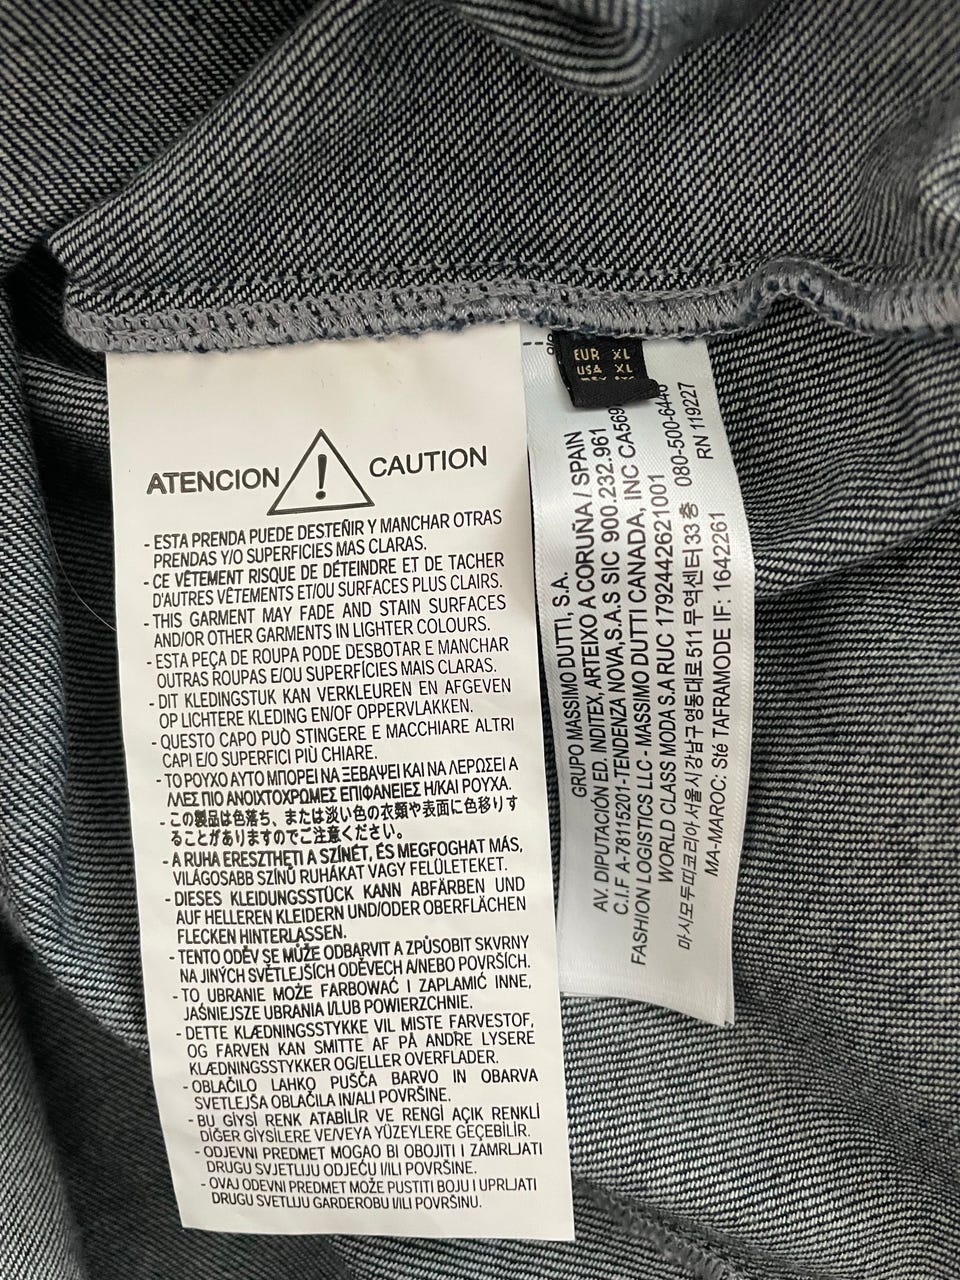 ATENCION ! CAUTION
- ESTA PRENDA PUEDE DESTEÑIR Y MANCHAR OTRAS
PRENDAS Y/O SUPERFICIES MAS CLARAS.
- CE VÊTEMENT RISQUE DE DÉTEINDRE ET DE TACHER
D'AUTRES VÊTEMENTS ET/OU SURFACES PLUS CLAIRS.
- THIS GARMENT MAY FADE AND STAIN SURFACES
AND/OR OTHER GARMENTS IN LIGHTER COLOURS.
- ESTA PEÇA DE ROUPA PODE DESBOTAR E MANCHAR
OUTRAS ROUPAS E/OU SUPERFÍCIES MAIS CLARAS.
- DIT KLEDINGSTUK KAN VERKLEUREN EN AFGEVEN
OP LICHTERE KLEDING EN/OF OPPERVLAKKEN.
- QUESTO CAPO PUÒ STINGERE E MACCHIARE ALTRI
CAPI E/O SUPERFICI PIÙ CHIARE.
- ΤΟ ΡΟΥΧΟ ΑΥΤΟ ΜΠΟΡΕΙ ΝΑ ΞΕΒΑΨΕΙ ΚΑΙ ΝΑ ΛΕΡΩΣΕΙ Α
ΛΛΕΣ ΠΙΟ ΑΝΟΙΧΤΟΧΡΩΜΕΣ ΕΠΙΦΑΝΕΙΕΣ Η/ΚΑΙ ΡΟΥΧΑ.
- この製品は色落ち、または淡い色の衣類や表面に色移りす
ることがありますのでご注意ください。
- A RUHA ERESZTHETI A SZÍNÉT, ÉS MEGFOGHAT MÁS,
VILÁGOSABB SZÍNŰ RUHÁKAT VAGY FELÜLETEKET.
- DIESES KLEIDUNGSSTÜCK KANN ABFÄRBEN UND
AUF HELLEREN KLEIDERN UND/ODER OBERFLÄCHEN
FLECKEN HINTERLASSEN.
- TENTO ODĚV SE MŮŽE ODBARVIT A ZPŮSOBIT SKVRNY
NA JINÝCH SVĚTLEJŠÍCH ODĚVECH A/NEBO POVRŠÍCH.
- TO UBRANIE MOŻE FARBOWAĆ I ZAPLAMIĆ INNE,
JAŚNIEJSZE UBRANIA I/LUB POWIERZCHNIE.
- DETTE KLÆDNINGSSTYKKE VIL MISTE FARVESTOF,
OG FARVEN KAN SMITTE AF PÅ ANDRE LYSERE
KLÆDNINGSSTYKKER OG/ELLER OVERFLADER.
- OBLAČILO LAHKO PUŠČA BARVO IN OBARVA
SVETLEJŠA OBLAČILA IN/ALI POVRŠINE.
- BU GİYSİ RENK ATABİLİR VE RENGİ AÇIK RENKLİ
DİĞER GİYSİLERE VE/VEYA YÜZEYLERE GEÇEBİLİR.
- ODJEVNI PREDMET MOGAO BI OBOJITI I ZAMRLJATI
DRUGU SVJETLIJU ODJEĆU I/ILI POVRŠINE.
- OVAJ ODEVNI PREDMET MOŽE PUSTITI BOJU I UPRLJATI
DRUGU SVETLIJU GARDEROBU I/ILI POVRŠINU.
EUR XL
USA XL
GRUPO MASSIMO DUTTI, S.A.
AV. DIPUTACIÓN ED. INDITEX, ARTEIXO A CORUÑA / SPAIN
C.I.F A-78115201-TENDENZA NOVA,S.A.S SIC 900.232.961
FASHION LOGISTICS LLC - MASSIMO DUTTI CANADA, INC CA569
WORLD CLASS MODA S.A RUC 1792442621001
마시모두띠코리아 서울시강남구영동대로511무역센터33층 080-500-6446
MA-MAROC: Sté TAFRAMODE IF: 1642261 RN 119227